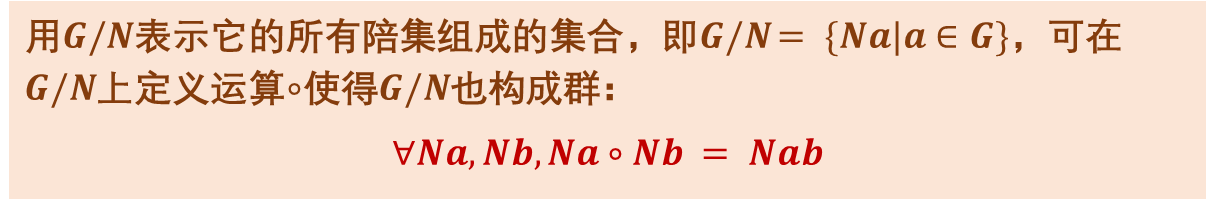 用G/N表示它的所有陪集组成的集合，即G/N = {Na|a ∈ G}，可在
G/N上定义运算∘使得G/N也构成群：
∀Na, Nb, Na ∘ Nb = Nab